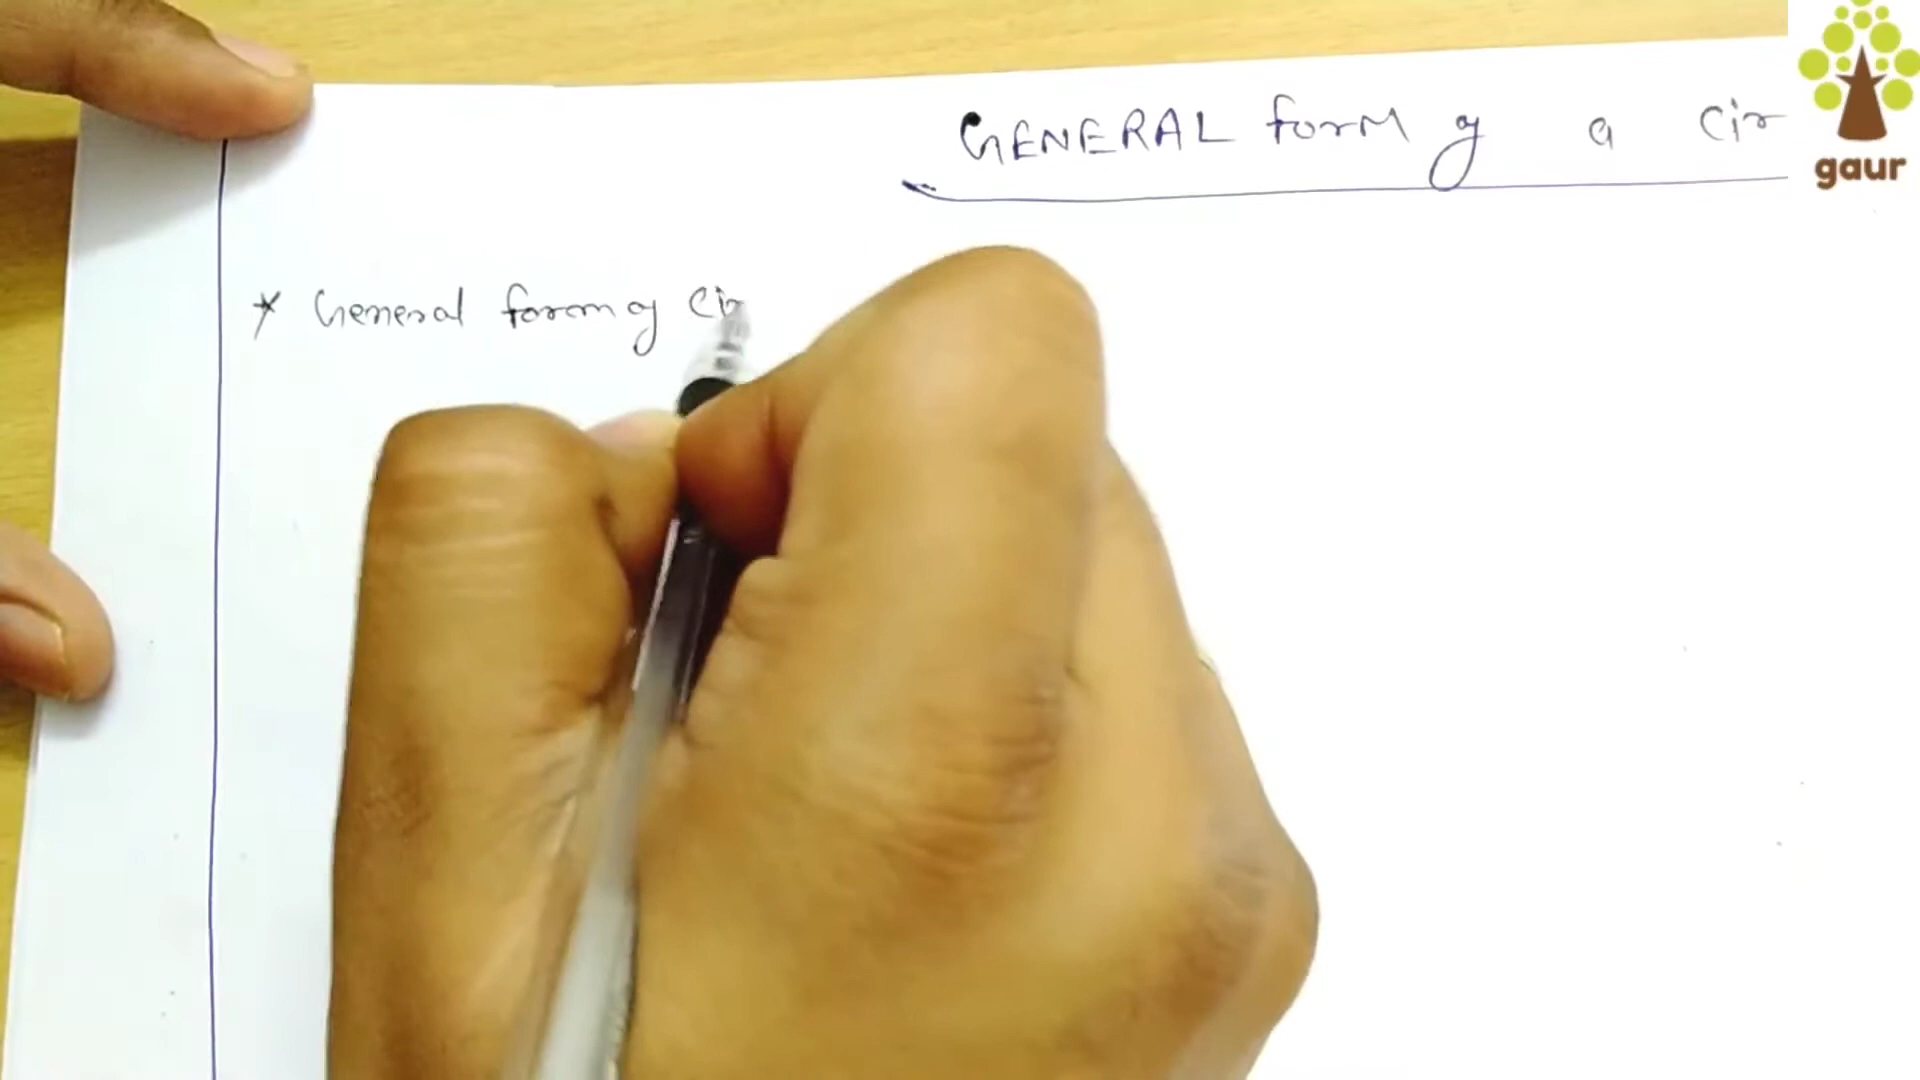 GENERAL form of a Cir
gaur
* General form of Cir